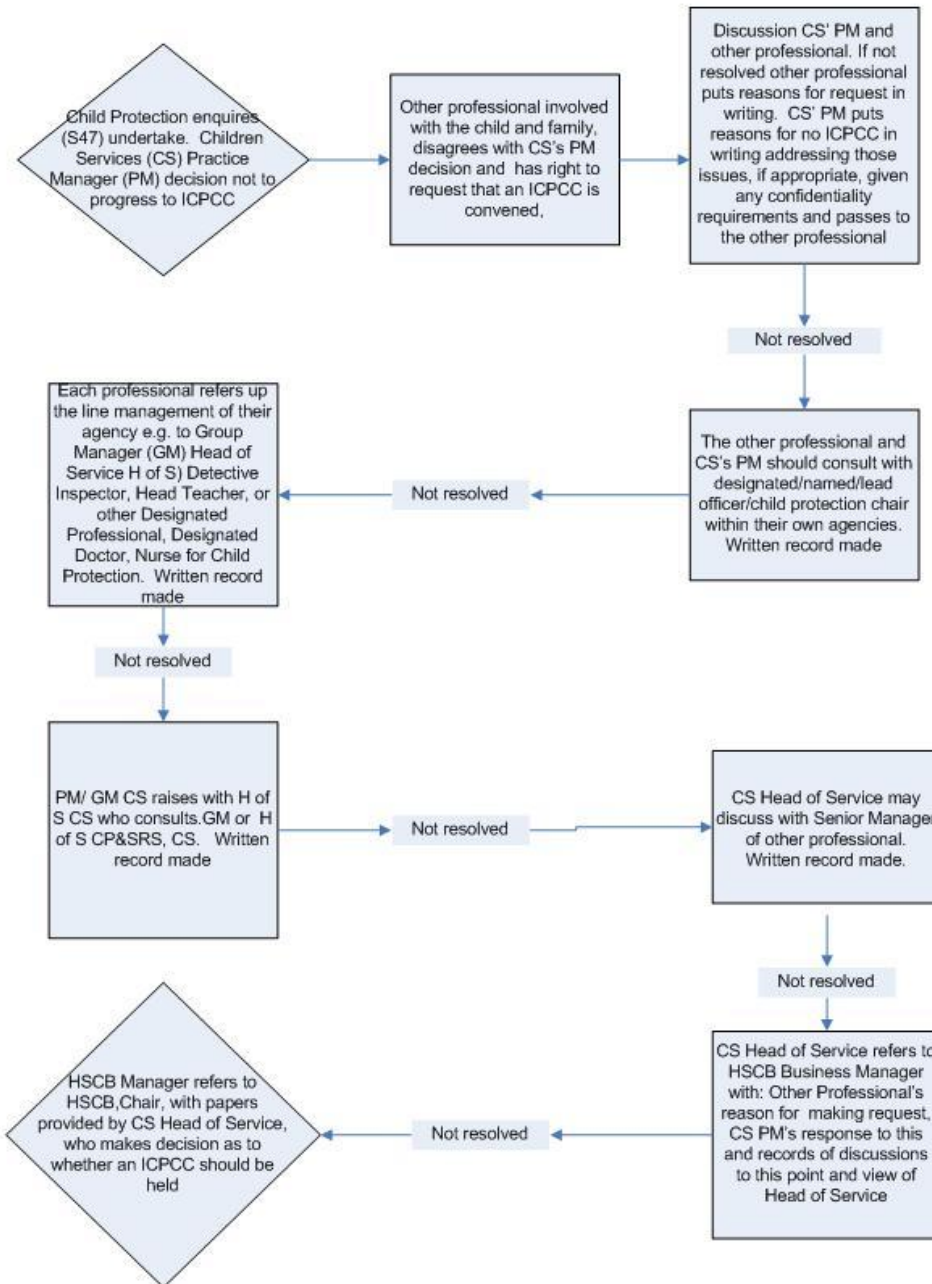 Child Protection enquires
(S47) undertake. Children
Services (CS) Practice
Manager (PM) decision not to
progress to ICPCC
Other professional involved
with the child and family,
disagrees with CS's PM
decision and has right to
request that an ICPCC is
convened,
Discussion CS' PM and
other professional. If not
resolved other professional
puts reasons for request in
writing. CS' PM puts
reasons for no ICPCC in
writing addressing those
issues, if appropriate, given
any confidentiality
requirements and passes to
the other professional
Not resolved
The other professional and
CS's PM should consult with
designated/named/lead
officer/child protection chair
within their own agencies.
Written record made
Not resolved
Each professional refers up
the line management of their
agency e.g. to Group
Manager (GM) Head of
Service H of S) Detective
Inspector, Head Teacher, or
other Designated
Professional, Designated
Doctor, Nurse for Child
Protection. Written record
made
Not resolved
PM/ GM CS raises with H of
S CS who consults.GM or H
of S CP&SRS, CS. Written
record made
Not resolved
CS Head of Service may
discuss with Senior Manager
of other professional.
Written record made.
Not resolved
CS Head of Service refers to
HSCB Business Manager
with: Other Professional's
reason for making request,
CS PM's response to this
and records of discussions
to this point and view of
Head of Service
Not resolved
HSCB Manager refers to
HSCB,Chair, with papers
provided by CS Head of Service,
who makes decision as to
whether an ICPCC should be
held